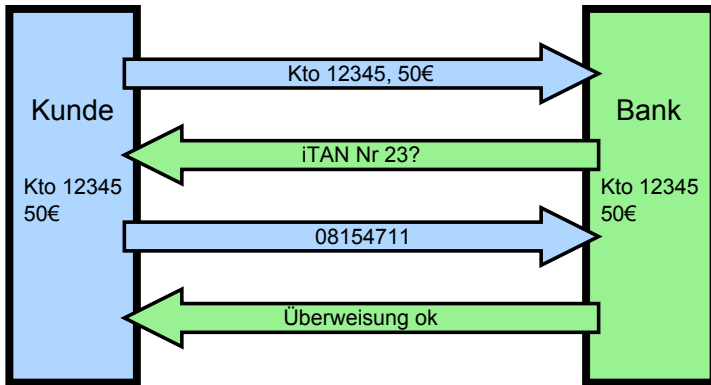 Kto 12345, 50€
Kunde
Bank
iTAN Nr 23?
Kto 12345
50€
Kto 12345
50€
08154711
Überweisung ok